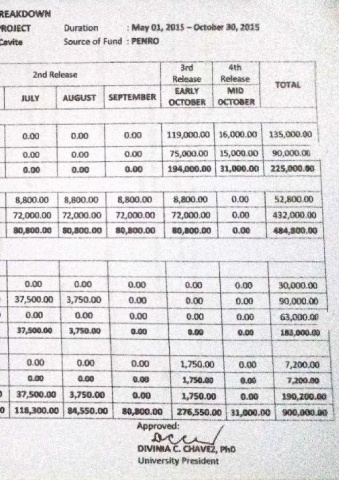 REAKDOWN
ROJECT Duration : May 01, 2015 – October 30, 2015
Cavite Source of Fund : PENRO
2nd Release 3rd Release 4th Release TOTAL
JULY AUGUST SEPTEMBER EARLY OCTOBER MID OCTOBER
0.00 0.00 0.00 119,000.00 16,000.00 135,000.00
0.00 0.00 0.00 75,000.00 15,000.00 90,000.00
0.00 0.00 0.00 194,000.00 31,000.00 225,000.00
8,800.00 8,800.00 8,800.00 8,800.00 0.00 52,800.00
72,000.00 72,000.00 72,000.00 72,000.00 0.00 432,000.00
80,800.00 80,800.00 80,800.00 80,800.00 0.00 484,800.00
0.00 0.00 0.00 0.00 0.00 30,000.00
37,500.00 3,750.00 0.00 0.00 0.00 90,000.00
0.00 0.00 0.00 0.00 0.00 63,000.00
37,500.00 3,750.00 0.00 0.00 0.00 183,000.00
0.00 0.00 0.00 1,750.00 0.00 7,200.00
0.00 0.00 0.00 1,750.00 0.00 7,200.00
37,500.00 3,750.00 0.00 1,750.00 0.00 190,200.00
118,300.00 84,550.00 80,800.00 276,550.00 31,000.00 900,000.00
Approved:
DIVINIA C. CHAVEZ, PhD
University President